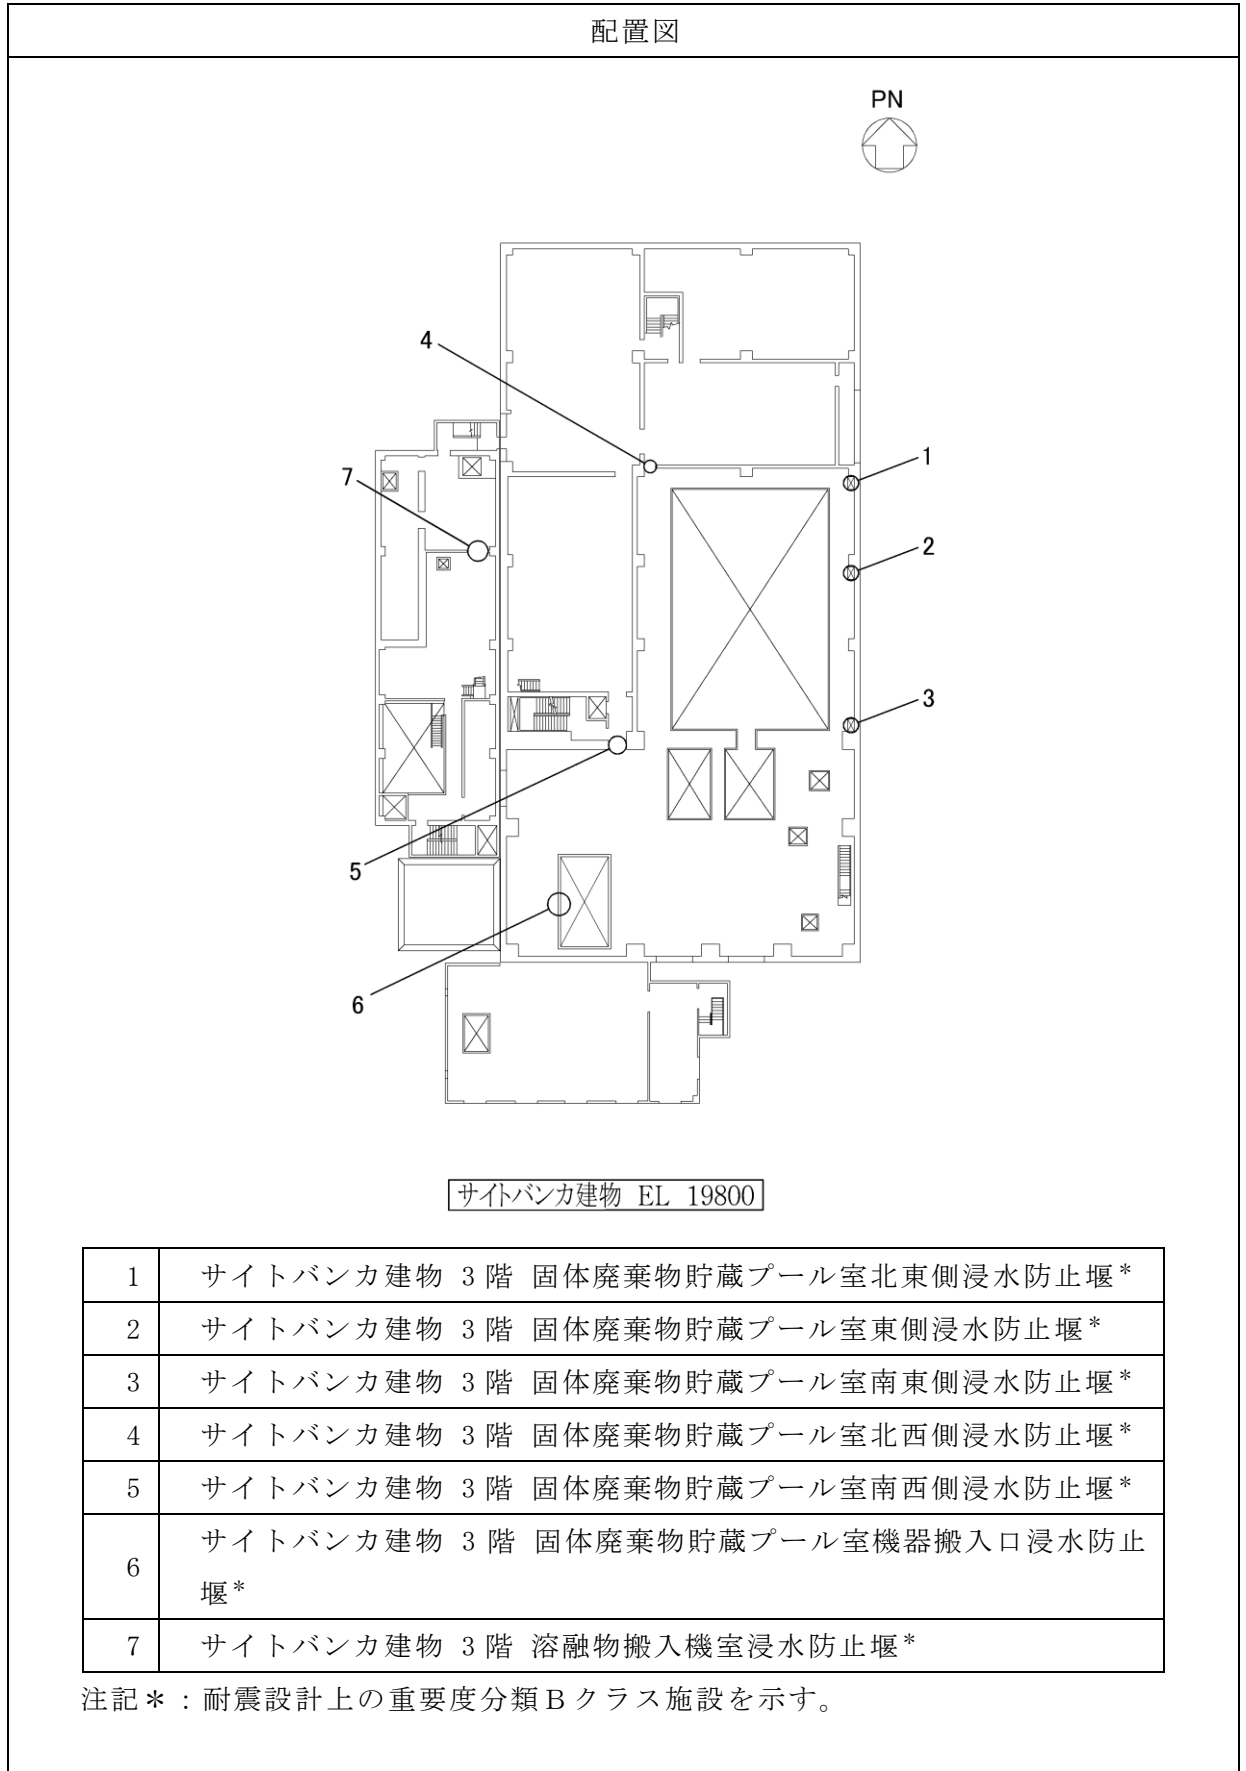 配置図
PN
4
1
7
2
3
5
6
サイトバンカ建物 EL 19800
1 サイトバンカ建物 3階 固体廃棄物貯蔵プール室北東側浸水防止堰*
2 サイトバンカ建物 3階 固体廃棄物貯蔵プール室東側浸水防止堰*
3 サイトバンカ建物 3階 固体廃棄物貯蔵プール室南東側浸水防止堰*
4 サイトバンカ建物 3階 固体廃棄物貯蔵プール室北西側浸水防止堰*
5 サイトバンカ建物 3階 固体廃棄物貯蔵プール室南西側浸水防止堰*
6 サイトバンカ建物 3階 固体廃棄物貯蔵プール室機器搬入口浸水防止
堰*
7 サイトバンカ建物 3階 溶融物搬入機室浸水防止堰*
注記*:耐震設計上の重要度分類Bクラス施設を示す。